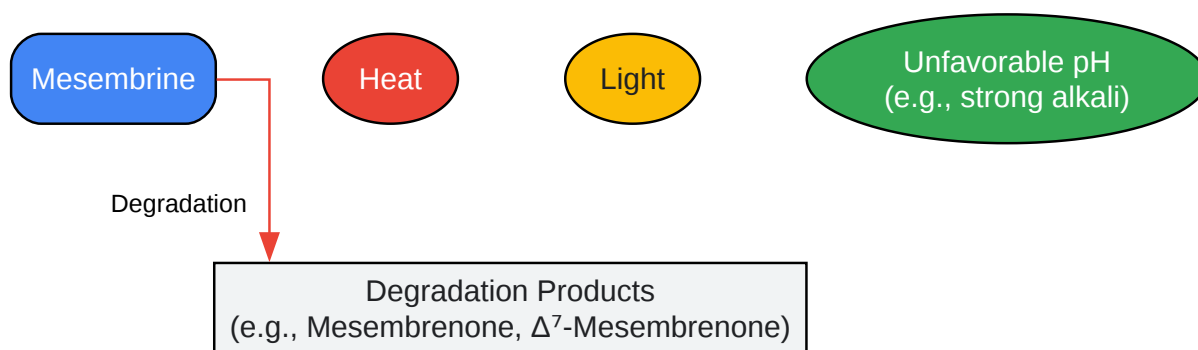 Mesembrine
Heat
Light
Unfavorable pH
(e.g., strong alkali)
Degradation
Degradation Products
(e.g., Mesembrenone, Δ⁷-Mesembrenone)